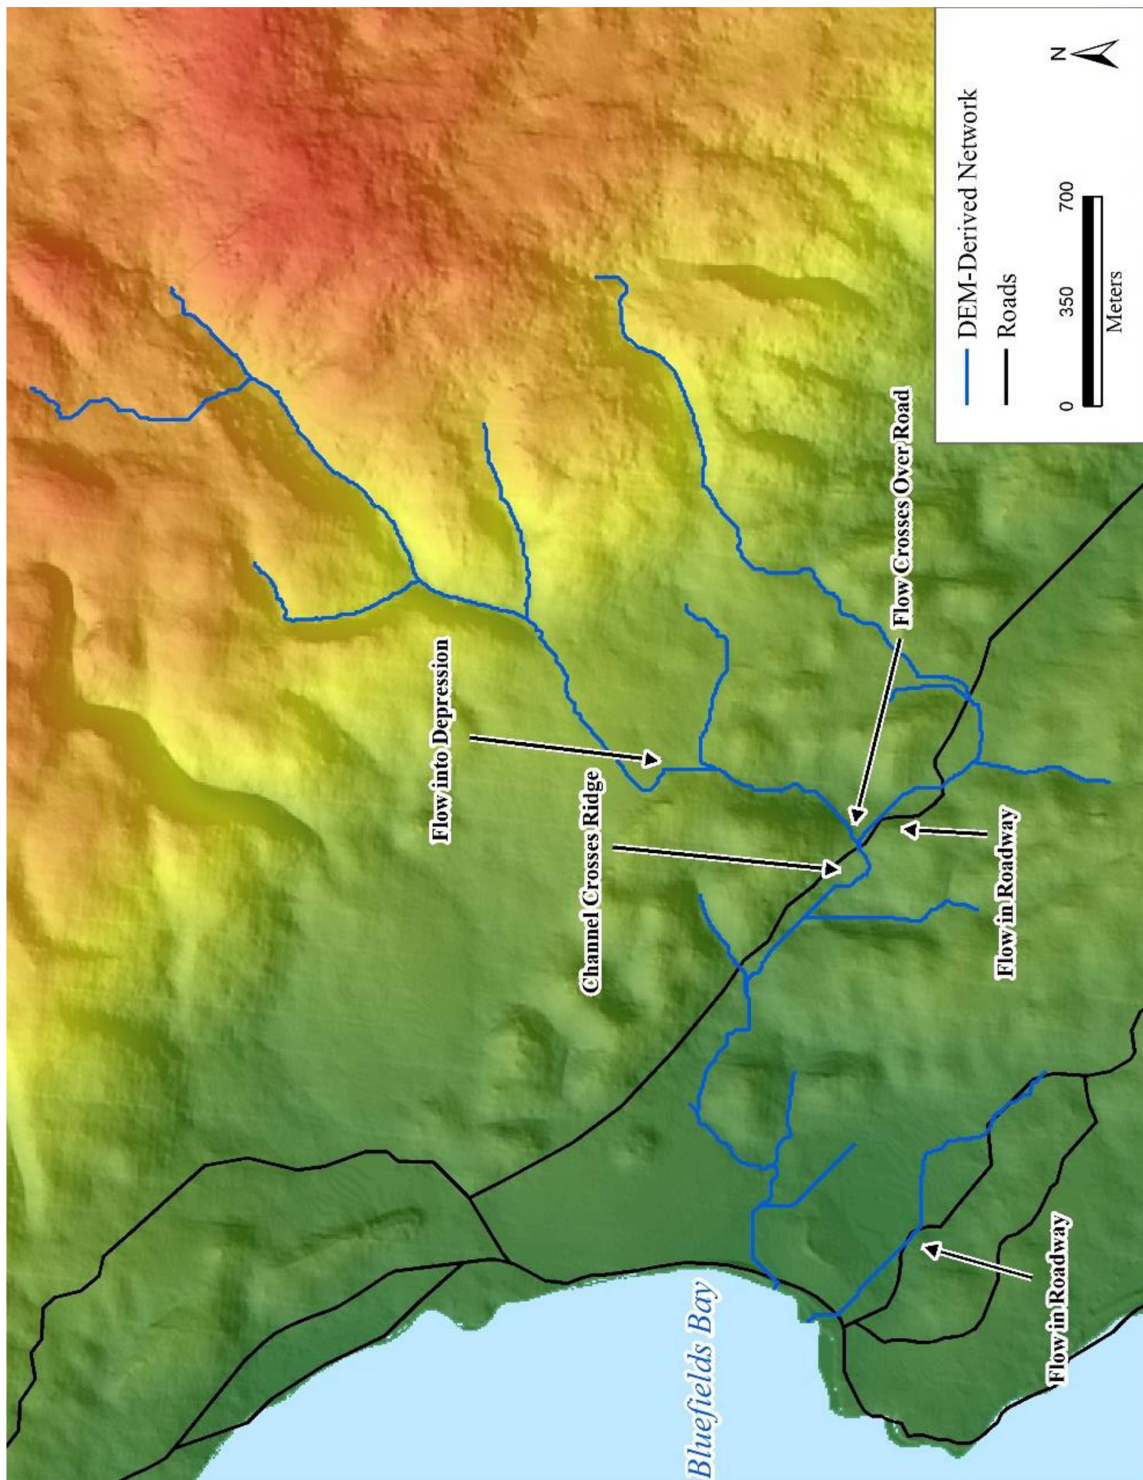 Flow into Depression
Channel Crosses Ridge
Flow Crosses Over Road
Flow in Roadway
Flow in Roadway
Bluefields Bay
DEM-Derived Network
Roads
0 350 700
Meters
N